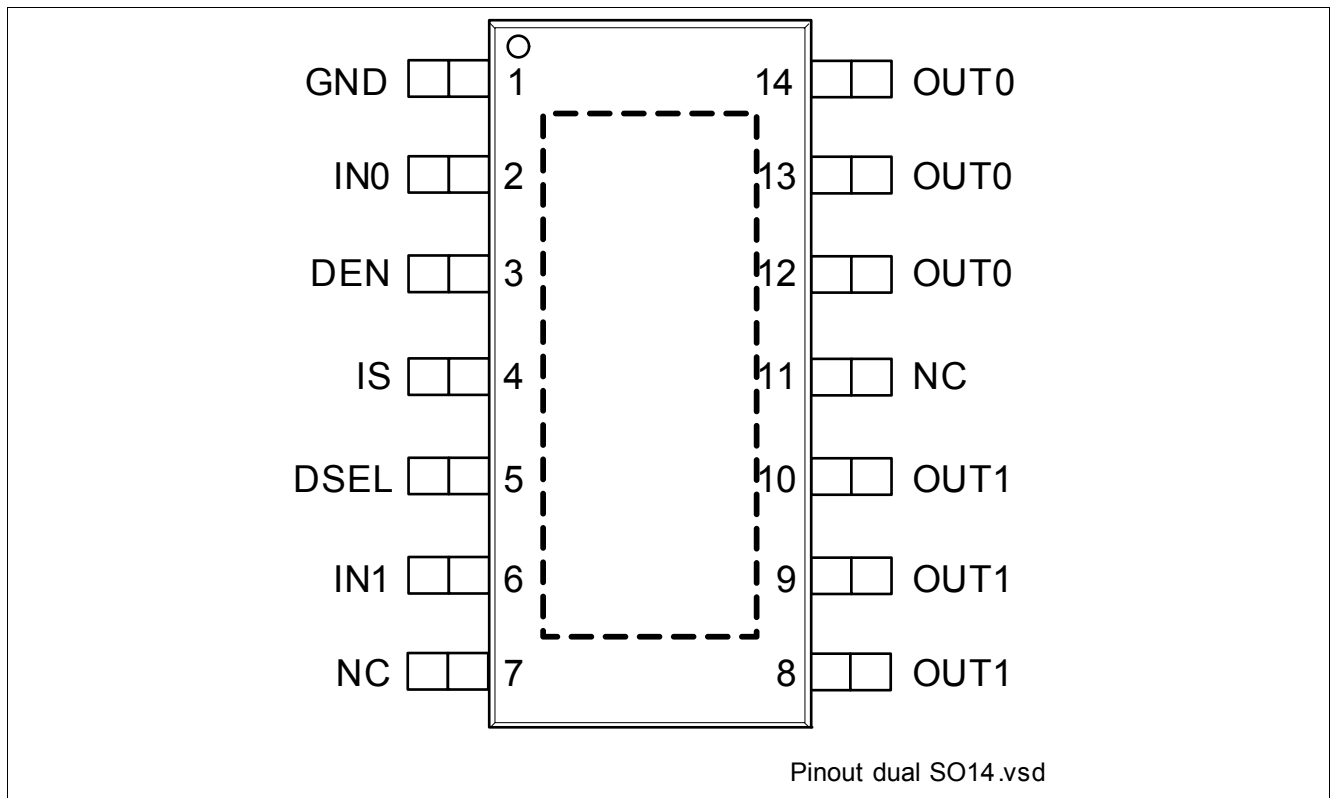 GND 1 14 OUT0
IN0 2 13 OUT0
DEN 3 12 OUT0
IS 4 11 NC
DSEL 5 10 OUT1
IN1 6 9 OUT1
NC 7 8 OUT1
Pinout dual SO14.vsd